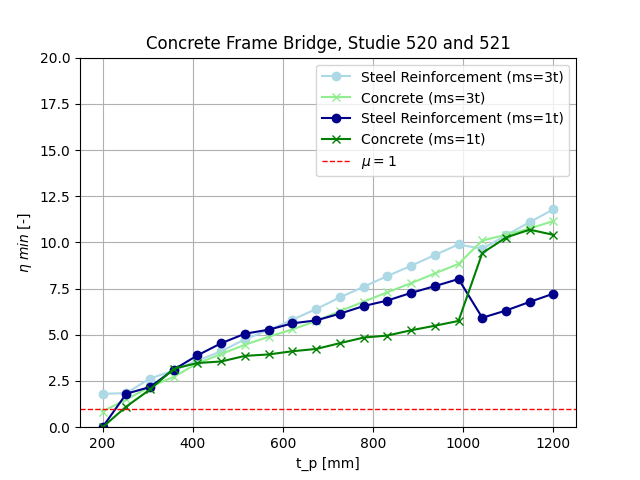 Concrete Frame Bridge, Studie 520 and 521
20.0
17.5
15.0
12.5
10.0
7.5
5.0
2.5
0.0
η min [-]
Steel Reinforcement (ms=3t)
Concrete (ms=3t)
Steel Reinforcement (ms=1t)
Concrete (ms=1t)
μ = 1
200 400 600 800 1000 1200
t_p [mm]